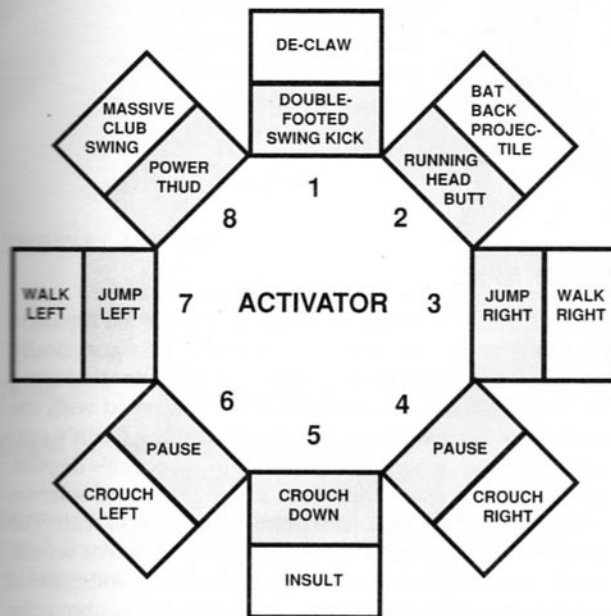 DE-CLAW
DOUBLE-
FOOTED
SWING KICK
MASSIVE
CLUB
SWING
POWER
THUD
BAT
BACK
PROJEC-
TILE
RUNNING
HEAD
BUTT
1
8
2
WALK
LEFT
JUMP
LEFT
7
ACTIVATOR
3
JUMP
RIGHT
WALK
RIGHT
6
4
5
PAUSE
CROUCH
LEFT
CROUCH
DOWN
INSULT
PAUSE
CROUCH
RIGHT